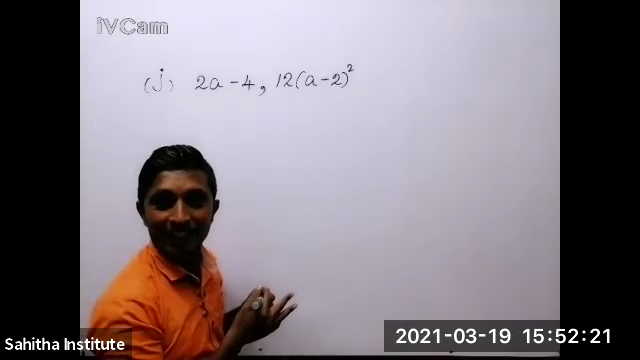 iVCam
(j) 2a - 4, 12(a-2)²
Sahitha Institute
2021-03-19 15:52:21